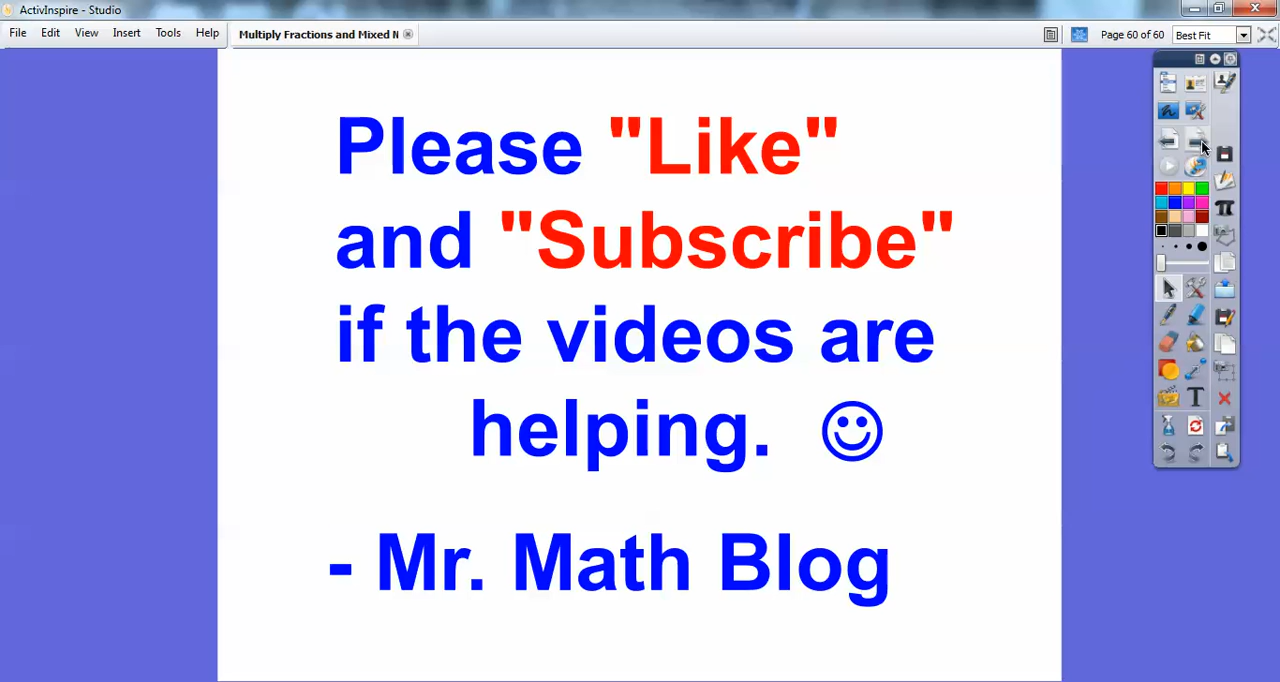 ActivInspire - Studio
File Edit View Insert Tools Help
Multiply Fractions and Mixed N
Page 60 of 60
Best Fit
Please "Like"
and "Subscribe"
if the videos are
helping. ☺
- Mr. Math Blog